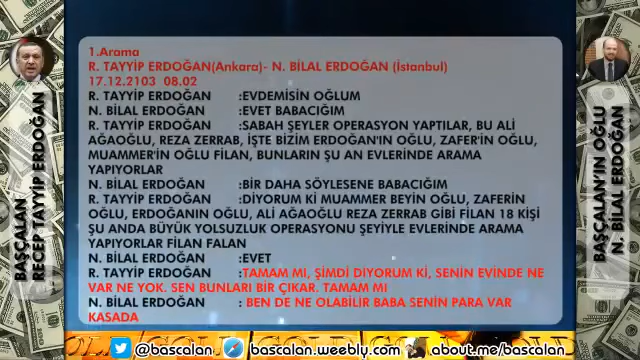 1.Arama
R. TAYYİP ERDOĞAN(Ankara)- N. BİLAL ERDOĞAN (İstanbul)
17.12.2103 08.02
R. TAYYİP ERDOĞAN :EVDEMİSİN OĞLUM
N. BİLAL ERDOĞAN :EVET BABACIĞIM
R. TAYYİP ERDOĞAN :SABAH ŞEYLER OPERASYON YAPTILAR, BU ALİ
AĞAOĞLU, REZA ZERRAB, İŞTE BİZİM ERDOĞAN'IN OĞLU, ZAFER'İN OĞLU,
MUAMMER'İN OĞLU FİLAN, BUNLARIN ŞU AN EVLERİNDE ARAMA
YAPIYORLAR
N. BİLAL ERDOĞAN :BİR DAHA SÖYLESENE BABACIĞIM
R. TAYYİP ERDOĞAN :DİYORUM Kİ MUAMMER BEYİN OĞLU, ZAFERİN
OĞLU, ERDOĞANIN OĞLU, ALİ AĞAOĞLU REZA ZERRAB GİBİ FİLAN 18 KİŞİ
ŞU ANDA BÜYÜK YOLSUZLUK OPERASYONU ŞEYİYLE EVLERİNDE ARAMA
YAPIYORLAR FİLAN FALAN
N. BİLAL ERDOĞAN :EVET
R. TAYYİP ERDOĞAN :TAMAM MI, ŞİMDİ DİYORUM Kİ, SENİN EVİNDE NE
VAR NE YOK. SEN BUNLARI BİR ÇIKAR. TAMAM MI
N. BİLAL ERDOĞAN : BEN DE NE OLABİLİR BABA SENİN PARA VAR
KASADA
BAŞÇALAN
RECEP TAYYİP ERDOĞAN
BAŞÇALAN'IN OĞLU
N. BİLAL ERDOĞAN
@bascalan bascalan.weebly.com about.me/bascalan